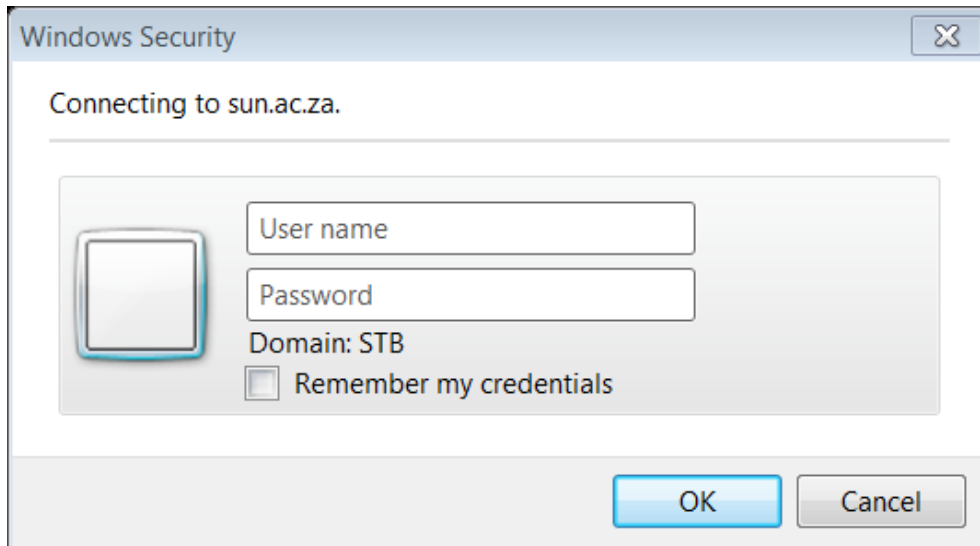 Windows Security
Connecting to sun.ac.za.
User name
Password
Domain: STB
Remember my credentials
OK
Cancel